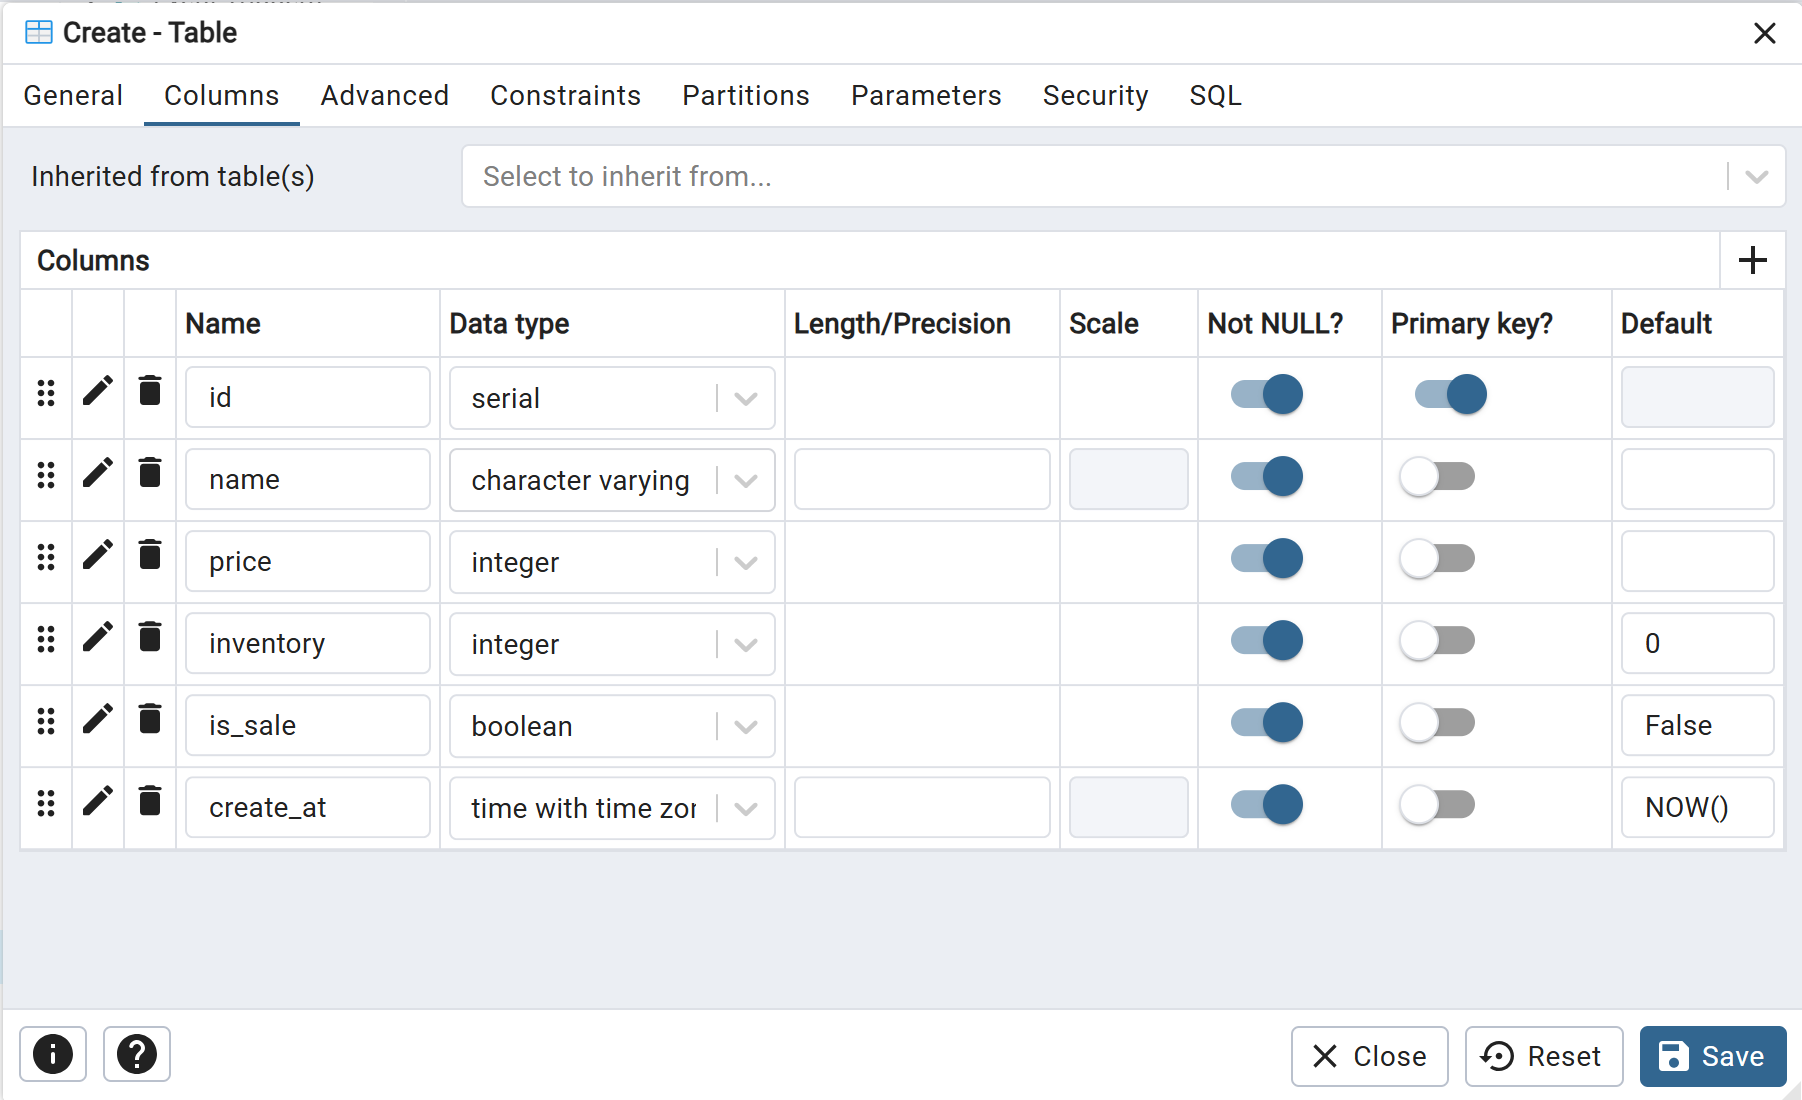 Create - Table
General Columns Advanced Constraints Partitions Parameters Security SQL
Inherited from table(s) Select to inherit from...
Columns
Name Data type Length/Precision Scale Not NULL? Primary key? Default
id serial
name character varying
price integer
inventory integer 0
is_sale boolean False
create_at time with time zor NOW()
Close Reset Save